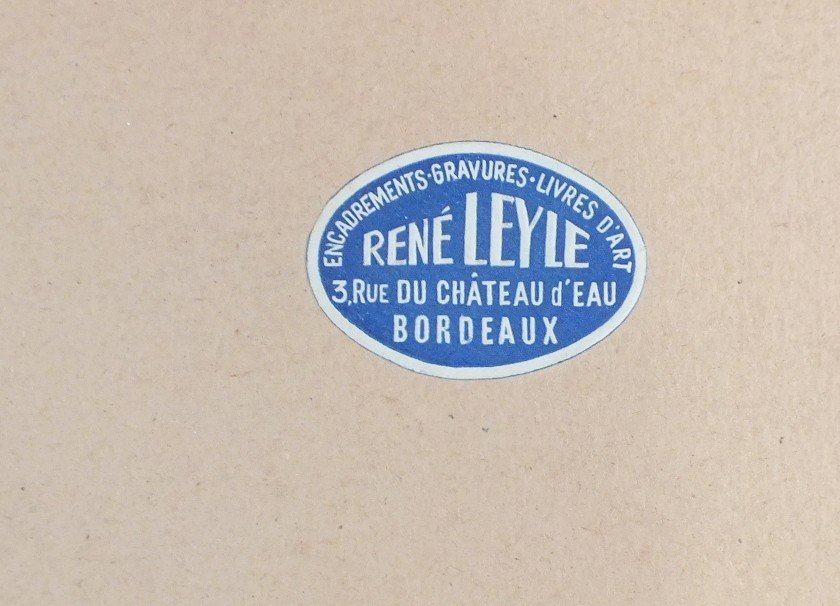 ENCADREMENTS·GRAVURES·LIVRES D'ART
RENÉ LEYLE
3, RUE DU CHÂTEAU d'EAU
BORDEAUX